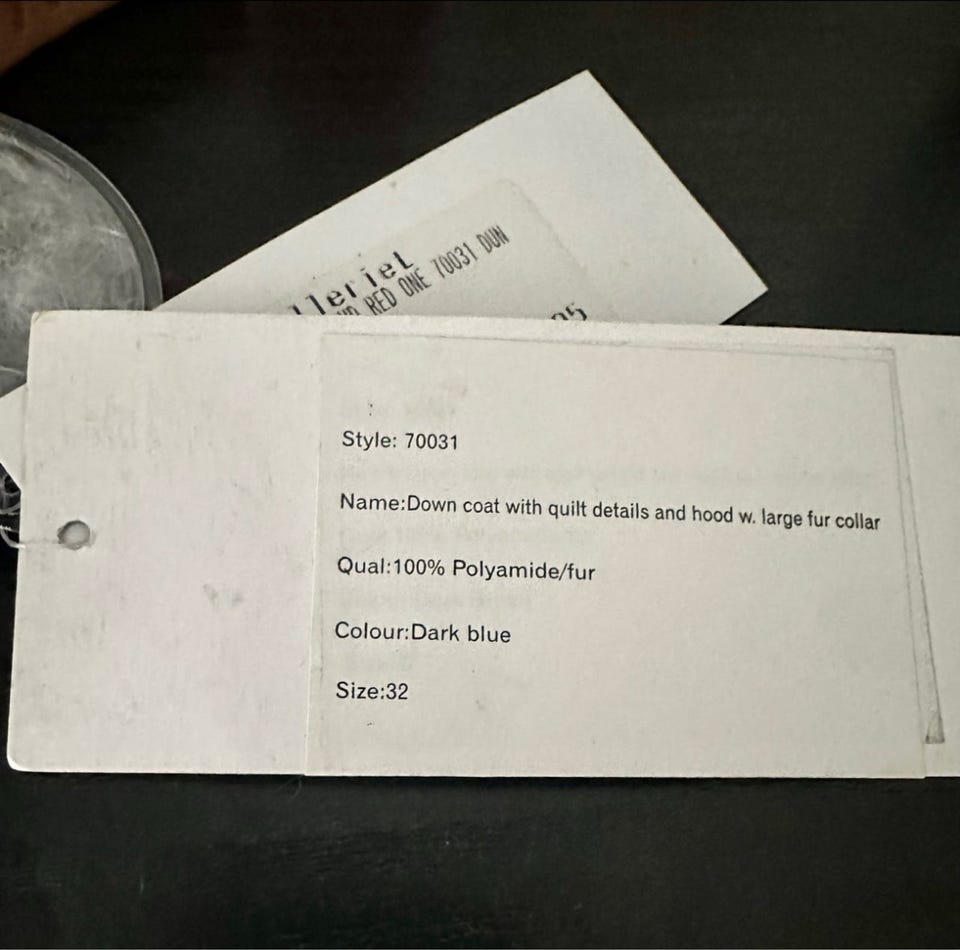 lleriet
RED ONE 70031 DUN
Style: 70031
Name:Down coat with quilt details and hood w. large fur collar
Qual:100% Polyamide/fur
Colour:Dark blue
Size:32